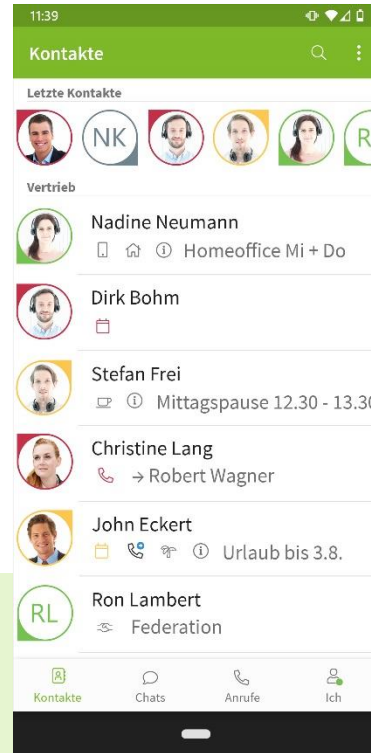 11:39
Kontakte
Letzte Kontakte
NK
R
Vertrieb
Nadine Neumann
Homeoffice Mi + Do
Dirk Bohm
Stefan Frei
Mittagspause 12.30 - 13.30
Christine Lang
→ Robert Wagner
John Eckert
Urlaub bis 3.8.
RL
Ron Lambert
Federation
Kontakte
Chats
Anrufe
Ich